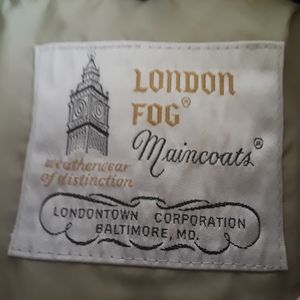 LONDON
FOG®
Maincoats®
weatherwear
of distinction
LONDONTOWN CORPORATION
BALTIMORE, MD.